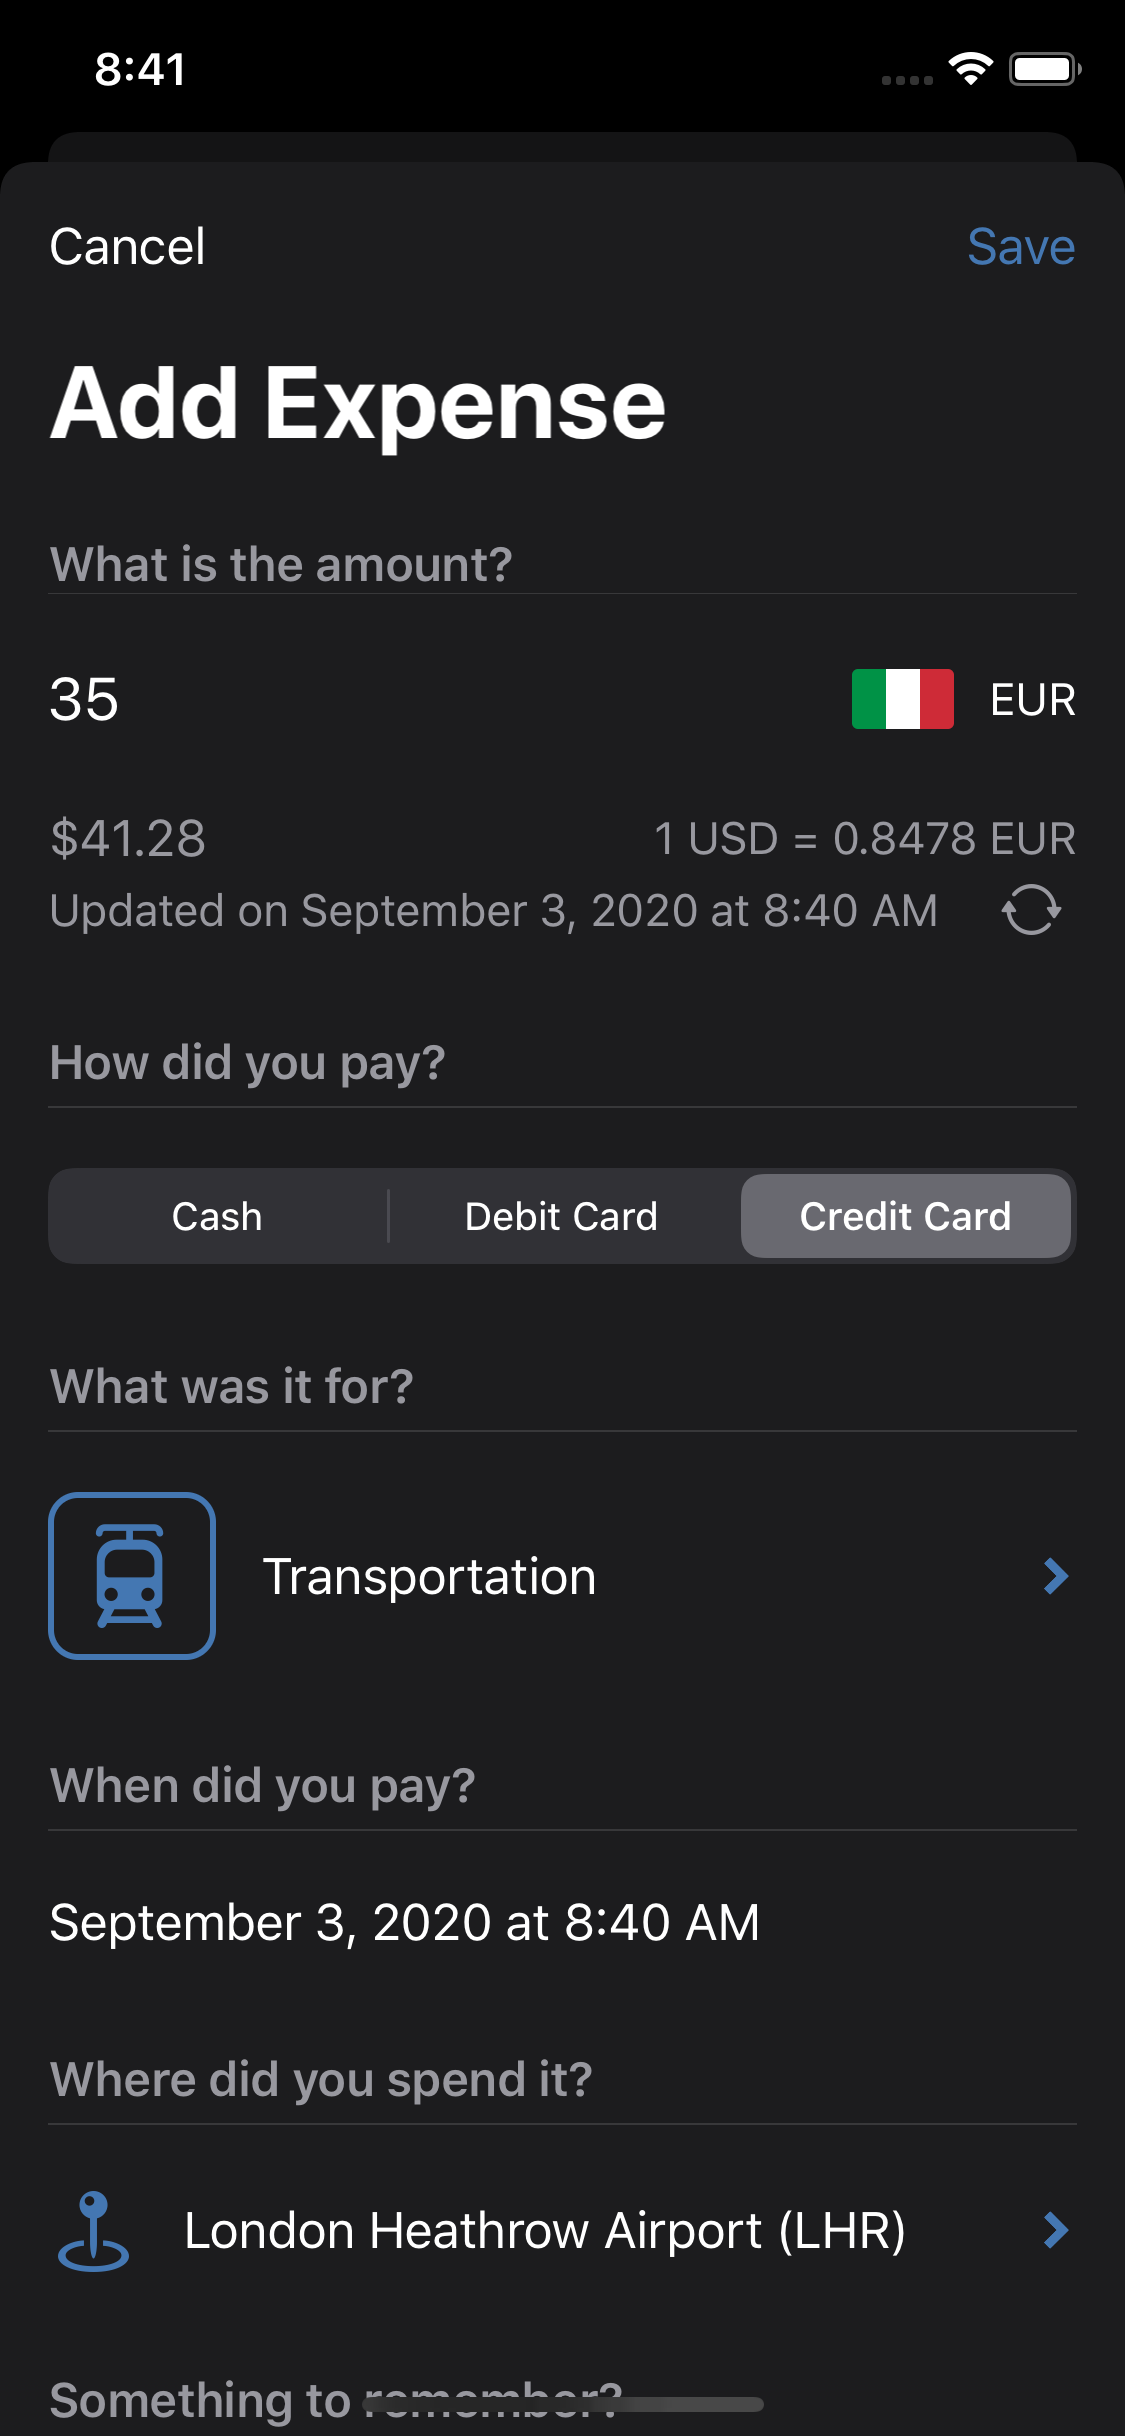 8:41
Cancel Save
Add Expense
What is the amount?
35 EUR
$41.28 1 USD = 0.8478 EUR
Updated on September 3, 2020 at 8:40 AM
How did you pay?
Cash Debit Card Credit Card
What was it for?
Transportation
When did you pay?
September 3, 2020 at 8:40 AM
Where did you spend it?
London Heathrow Airport (LHR)
Something to remember?